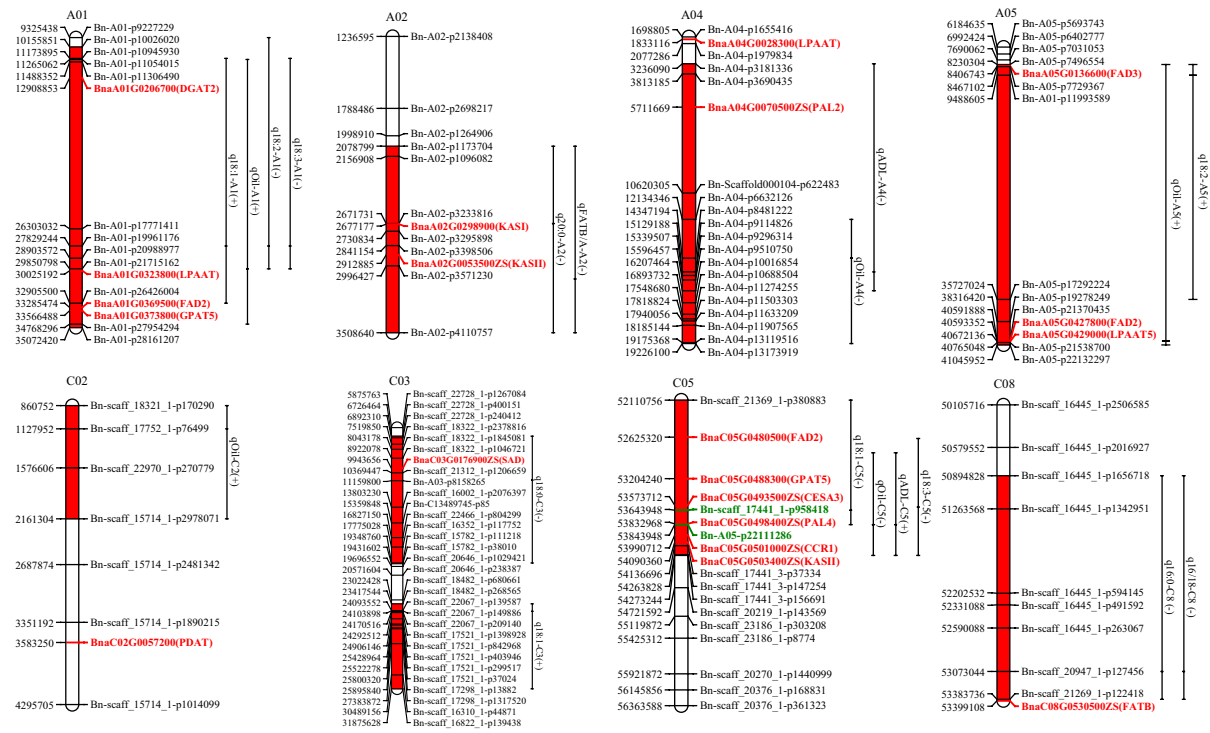 A01
9325438 Bn-A01-p9227229
10155851 Bn-A01-p10026020
11173895 Bn-A01-p10945930
11265062 Bn-A01-p11054015
11488352 Bn-A01-p11306490
12908853 BnaA01G0206700(DGAT2)
26303032 Bn-A01-p17771411
27829244 Bn-A01-p19961176
28903572 Bn-A01-p20988977
29850798 Bn-A01-p21715162
30025192 BnaA01G0323800(LPAAT)
32905500 Bn-A01-p26426004
33285474 BnaA01G0369500(FAD2)
33566488 BnaA01G0373800(GPAT5)
34768296 Bn-A01-p27954294
35072420 Bn-A01-p28161207
q18:1-A1(+)
qOil-A1(+)
q18:2-A1(-)
q18:3-A1(-)
A02
1236595 Bn-A02-p2138408
1788486 Bn-A02-p2698217
1998910 Bn-A02-p1264906
2078799 Bn-A02-p1173704
2156908 Bn-A02-p1096082
2671731 Bn-A02-p3233816
2677177 BnaA02G0298900(KASI)
2730834 Bn-A02-p3295898
2841154 Bn-A02-p3398506
2912885 BnaA02G0053500ZS(KASII)
2996427 Bn-A02-p3571230
3508640 Bn-A02-p4110757
q20:0-A2(-)
qFATB/A-A2(-)
A04
1698805 Bn-A04-p1655416
1833116 BnaA04G0028300(LPAAT)
2077286 Bn-A04-p1979834
3236090 Bn-A04-p3181336
3813185 Bn-A04-p3690435
5711669 BnaA04G0070500ZS(PAL2)
10620305 Bn-Scaffold000104-p622483
12134346 Bn-A04-p6632126
14347194 Bn-A04-p8481222
15129188 Bn-A04-p9114826
15339507 Bn-A04-p9296314
15596457 Bn-A04-p9510750
16207464 Bn-A04-p10016854
16893732 Bn-A04-p10688504
17548680 Bn-A04-p11274255
17818824 Bn-A04-p11503303
17940056 Bn-A04-p11633209
18185144 Bn-A04-p11907565
19175368 Bn-A04-p13119516
19226100 Bn-A04-p13173919
qOil-A4(-)
qADL-A4(-)
A05
6184635 Bn-A05-p5693743
6992424 Bn-A05-p6402777
7690062 Bn-A05-p7031053
8230304 Bn-A05-p7496554
8406743 BnaA05G0136600(FAD3)
8467102 Bn-A05-p7729367
9488605 Bn-A01-p11993589
35727024 Bn-A05-p17292224
38316420 Bn-A05-p19278249
40591888 Bn-A05-p21370435
40593352 BnaA05G0427800(FAD2)
40672136 BnaA05G0429000(LPAAT5)
40765048 Bn-A05-p21538700
41045952 Bn-A05-p22132297
qOil-A5(+)
q18:2-A5(+)
C02
860752 Bn-scaff_18321_1-p170290
1127952 Bn-scaff_17752_1-p76499
1576606 Bn-scaff_22970_1-p270779
2161304 Bn-scaff_15714_1-p2978071
2687874 Bn-scaff_15714_1-p2481342
3351192 Bn-scaff_15714_1-p1890215
3583250 BnaC02G0057200(PDAT)
4295705 Bn-scaff_15714_1-p1014099
qOil-C2(+)
C03
5875763 Bn-scaff_22728_1-p1267084
6726464 Bn-scaff_22728_1-p400151
6892310 Bn-scaff_22728_1-p240412
7519850 Bn-scaff_18322_1-p2378816
8043178 Bn-scaff_18322_1-p1845081
8922078 Bn-scaff_18322_1-p1046721
9943656 BnaC03G0176900ZS(SAD)
10369447 Bn-scaff_21312_1-p1206659
11159800 Bn-A03-p8158265
13803230 Bn-scaff_16002_1-p2076397
15359848 Bn-C13489745-p85
16827150 Bn-scaff_22466_1-p804299
17775028 Bn-scaff_16352_1-p117752
19348760 Bn-scaff_15782_1-p111218
19431602 Bn-scaff_15782_1-p38010
19696552 Bn-scaff_20646_1-p1029421
20571604 Bn-scaff_20646_1-p238387
23022428 Bn-scaff_18482_1-p680661
23417544 Bn-scaff_18482_1-p268565
24093552 Bn-scaff_22067_1-p139587
24103898 Bn-scaff_22067_1-p149886
24170516 Bn-scaff_22067_1-p209140
24292512 Bn-scaff_17521_1-p1398928
24906146 Bn-scaff_17521_1-p842968
25428964 Bn-scaff_17521_1-p403946
25522278 Bn-scaff_17521_1-p299517
25800320 Bn-scaff_17521_1-p37024
25895840 Bn-scaff_17298_1-p13882
27383872 Bn-scaff_17298_1-p1317520
30489156 Bn-scaff_16310_1-p44871
31875628 Bn-scaff_16822_1-p139438
q18:0-C3(-)
q18:1-C3(+)
C05
52110756 Bn-scaff_21369_1-p380883
52625320 BnaC05G0480500(FAD2)
53204240 BnaC05G0488300(GPAT5)
53573712 BnaC05G0493500ZS(CESA3)
53643948 Bn-scaff_17441_1-p958418
53832968 BnaC05G0498400ZS(PAL4)
53843948 Bn-A05-p22111286
53990712 BnaC05G0501000ZS(CCR1)
54090360 BnaC05G0503400ZS(KASII)
54136696 Bn-scaff_17441_3-p37334
54263828 Bn-scaff_17441_3-p147254
54273244 Bn-scaff_17441_3-p156691
54721592 Bn-scaff_20219_1-p143569
55119872 Bn-scaff_23186_1-p303208
55425312 Bn-scaff_23186_1-p8774
55921872 Bn-scaff_20270_1-p1440999
56145856 Bn-scaff_20376_1-p168831
56363588 Bn-scaff_20376_1-p361323
q18:1-C5(-)
qOil-C5(-)
qADL-C5(+)
q18:3-C5(-)
C08
50105716 Bn-scaff_16445_1-p2506585
50579552 Bn-scaff_16445_1-p2016927
50894828 Bn-scaff_16445_1-p1656718
51263568 Bn-scaff_16445_1-p1342951
52202532 Bn-scaff_16445_1-p594145
52331088 Bn-scaff_16445_1-p491592
52590088 Bn-scaff_16445_1-p263067
53073044 Bn-scaff_20947_1-p127456
53383736 Bn-scaff_21269_1-p122418
53399108 BnaC08G0530500ZS(FATB)
q16:0-C8 (-)
q16/18-C8 (-)